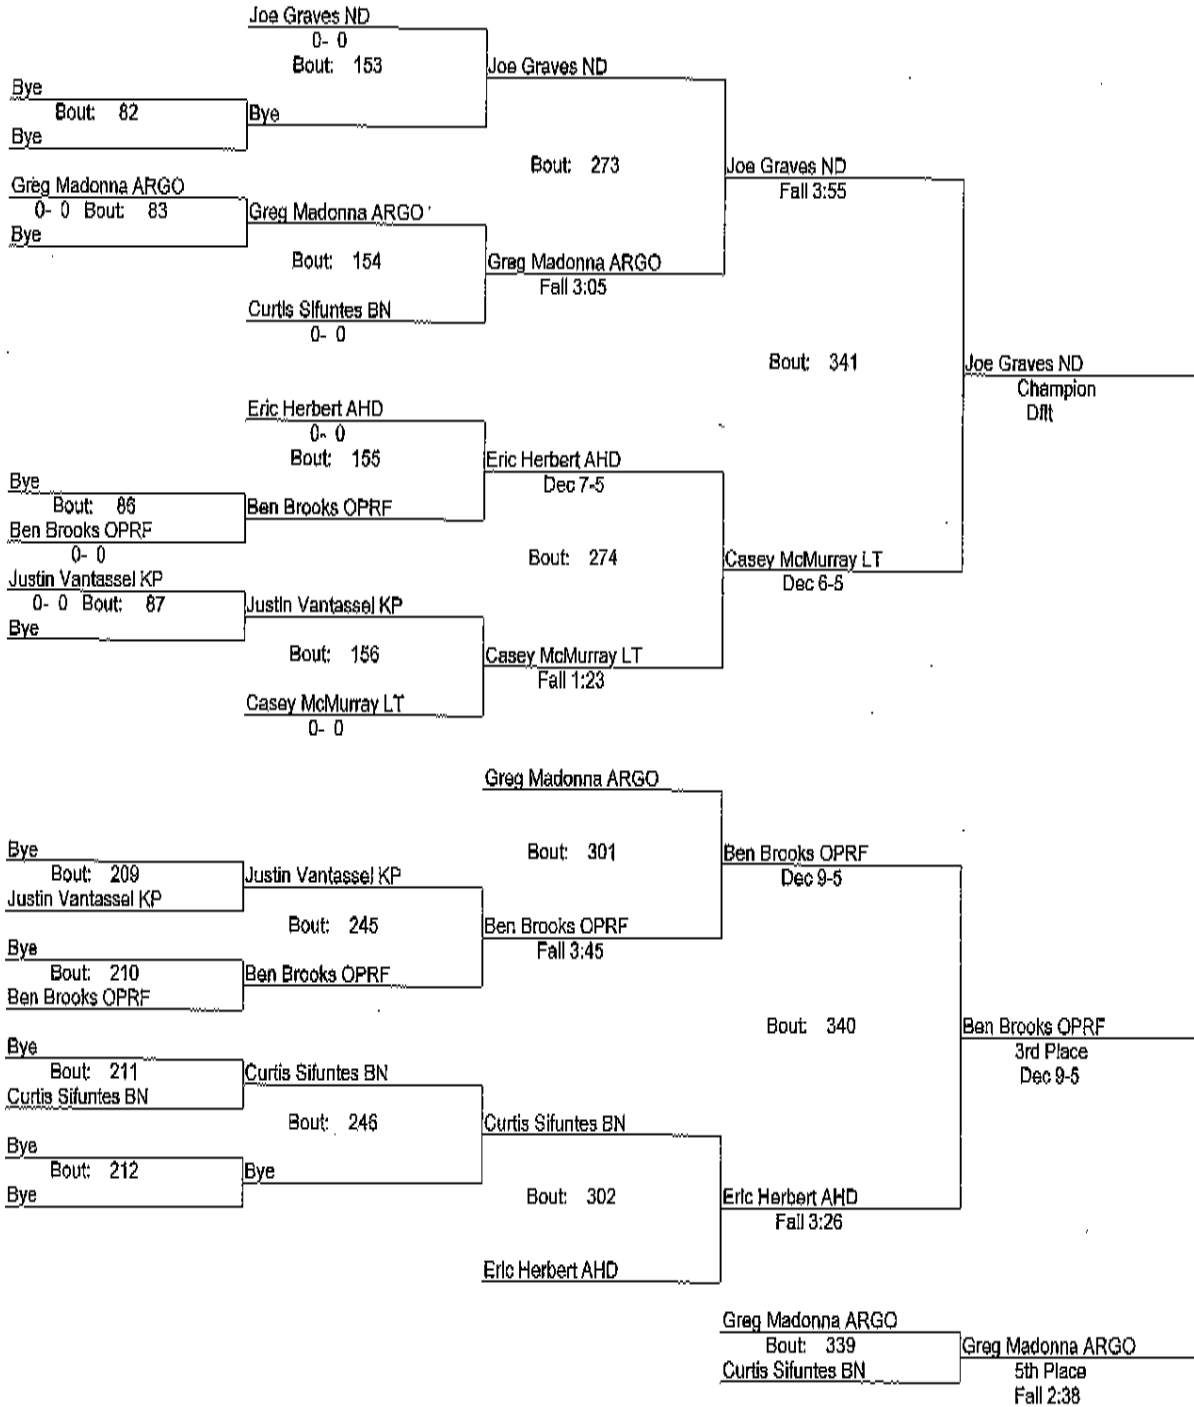 Joe Graves ND
0- 0
Bout: 153
Joe Graves ND
Bye
Bout: 82
Bye
Bye
Bout: 273
Joe Graves ND
Fall 3:55
Greg Madonna ARGO
0- 0 Bout: 83
Greg Madonna ARGO
Bye
Bout: 154
Greg Madonna ARGO
Fall 3:05
Curtis Sifuntes BN
0- 0
Bout: 341
Joe Graves ND
Champion
Dflt
Eric Herbert AHD
0- 0
Bout: 155
Eric Herbert AHD
Dec 7-5
Bye
Bout: 86
Ben Brooks OPRF
Ben Brooks OPRF
0- 0
Bout: 274
Casey McMurray LT
Dec 6-5
Justin Vantassel KP
0- 0 Bout: 87
Justin Vantassel KP
Bye
Bout: 156
Casey McMurray LT
Fall 1:23
Casey McMurray LT
0- 0
Greg Madonna ARGO
Bout: 301
Ben Brooks OPRF
Dec 9-5
Bye
Bout: 209
Justin Vantassel KP
Justin Vantassel KP
Bout: 245
Ben Brooks OPRF
Fall 3:45
Bye
Bout: 210
Ben Brooks OPRF
Ben Brooks OPRF
Bout: 340
Ben Brooks OPRF
3rd Place
Dec 9-5
Bye
Bout: 211
Curtis Sifuntes BN
Curtis Sifuntes BN
Bout: 246
Curtis Sifuntes BN
Bye
Bout: 212
Bye
Bye
Bout: 302
Eric Herbert AHD
Fall 3:26
Eric Herbert AHD
Greg Madonna ARGO
Bout: 339
Curtis Sifuntes BN
Greg Madonna ARGO
5th Place
Fall 2:38